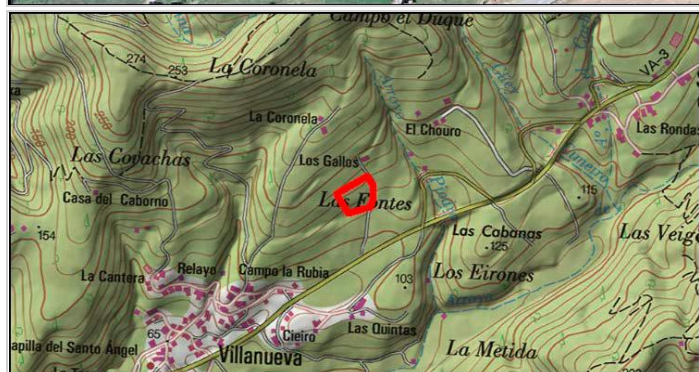 Campo el Duque
274
253
La Coronela
VA-3
La Coronela
El Chouro
Las Rondas
Los Gallos
Las Covachas
Las Fontes
Casa del Caborno
115
Las Cabanas
Las Veig
154
125
La Cantera
Relayo
Campo la Rubia
Los Eirones
103
65
Cieiro
Las Quintas
apilla del Santo Ángel
Villanueva
La Metida